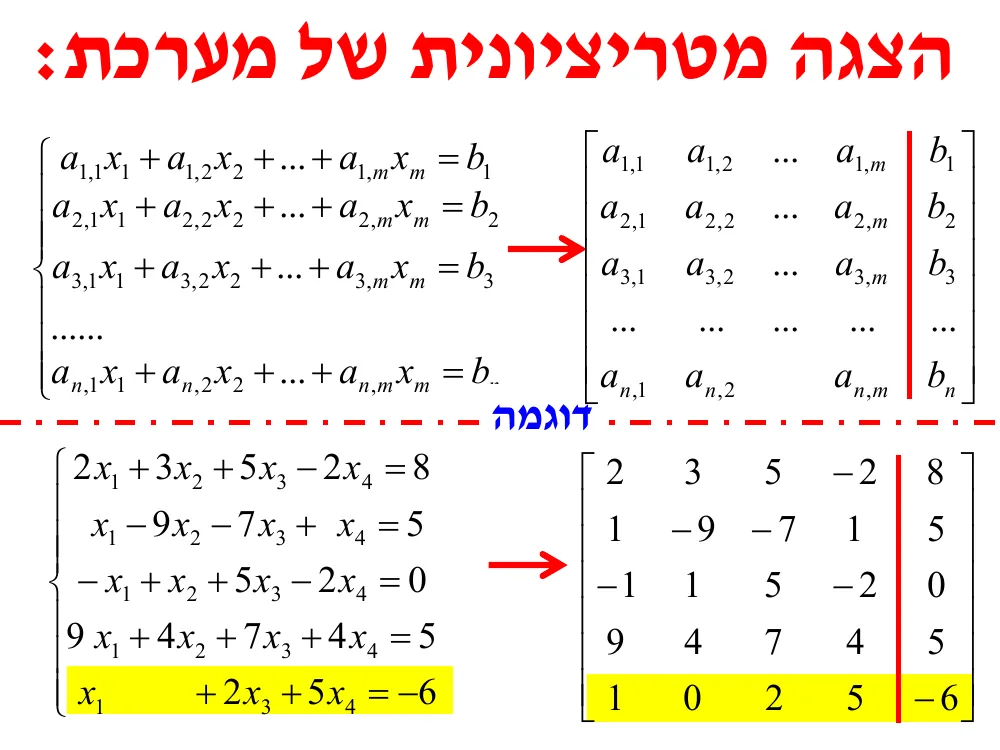 הצגה מטריציונית של מערכת:
a₁,₁x₁ + a₁,₂x₂ + ... + a₁,ₘxₘ = b₁
a₂,₁x₁ + a₂,₂x₂ + ... + a₂,ₘxₘ = b₂
a₃,₁x₁ + a₃,₂x₂ + ... + a₃,ₘxₘ = b₃
......
aₙ,₁x₁ + aₙ,₂x₂ + ... + aₙ,ₘxₘ = b
a₁,₁ a₁,₂ ... a₁,ₘ b₁
a₂,₁ a₂,₂ ... a₂,ₘ b₂
a₃,₁ a₃,₂ ... a₃,ₘ b₃
... ... ... ... ...
aₙ,₁ aₙ,₂ aₙ,ₘ bₙ
דוגמה
2x₁ + 3x₂ + 5x₃ − 2x₄ = 8
x₁ − 9x₂ − 7x₃ + x₄ = 5
− x₁ + x₂ + 5x₃ − 2x₄ = 0
9 x₁ + 4x₂ + 7x₃ + 4x₄ = 5
x₁ + 2x₃ + 5x₄ = −6
2 3 5 −2 8
1 −9 −7 1 5
−1 1 5 −2 0
9 4 7 4 5
1 0 2 5 −6